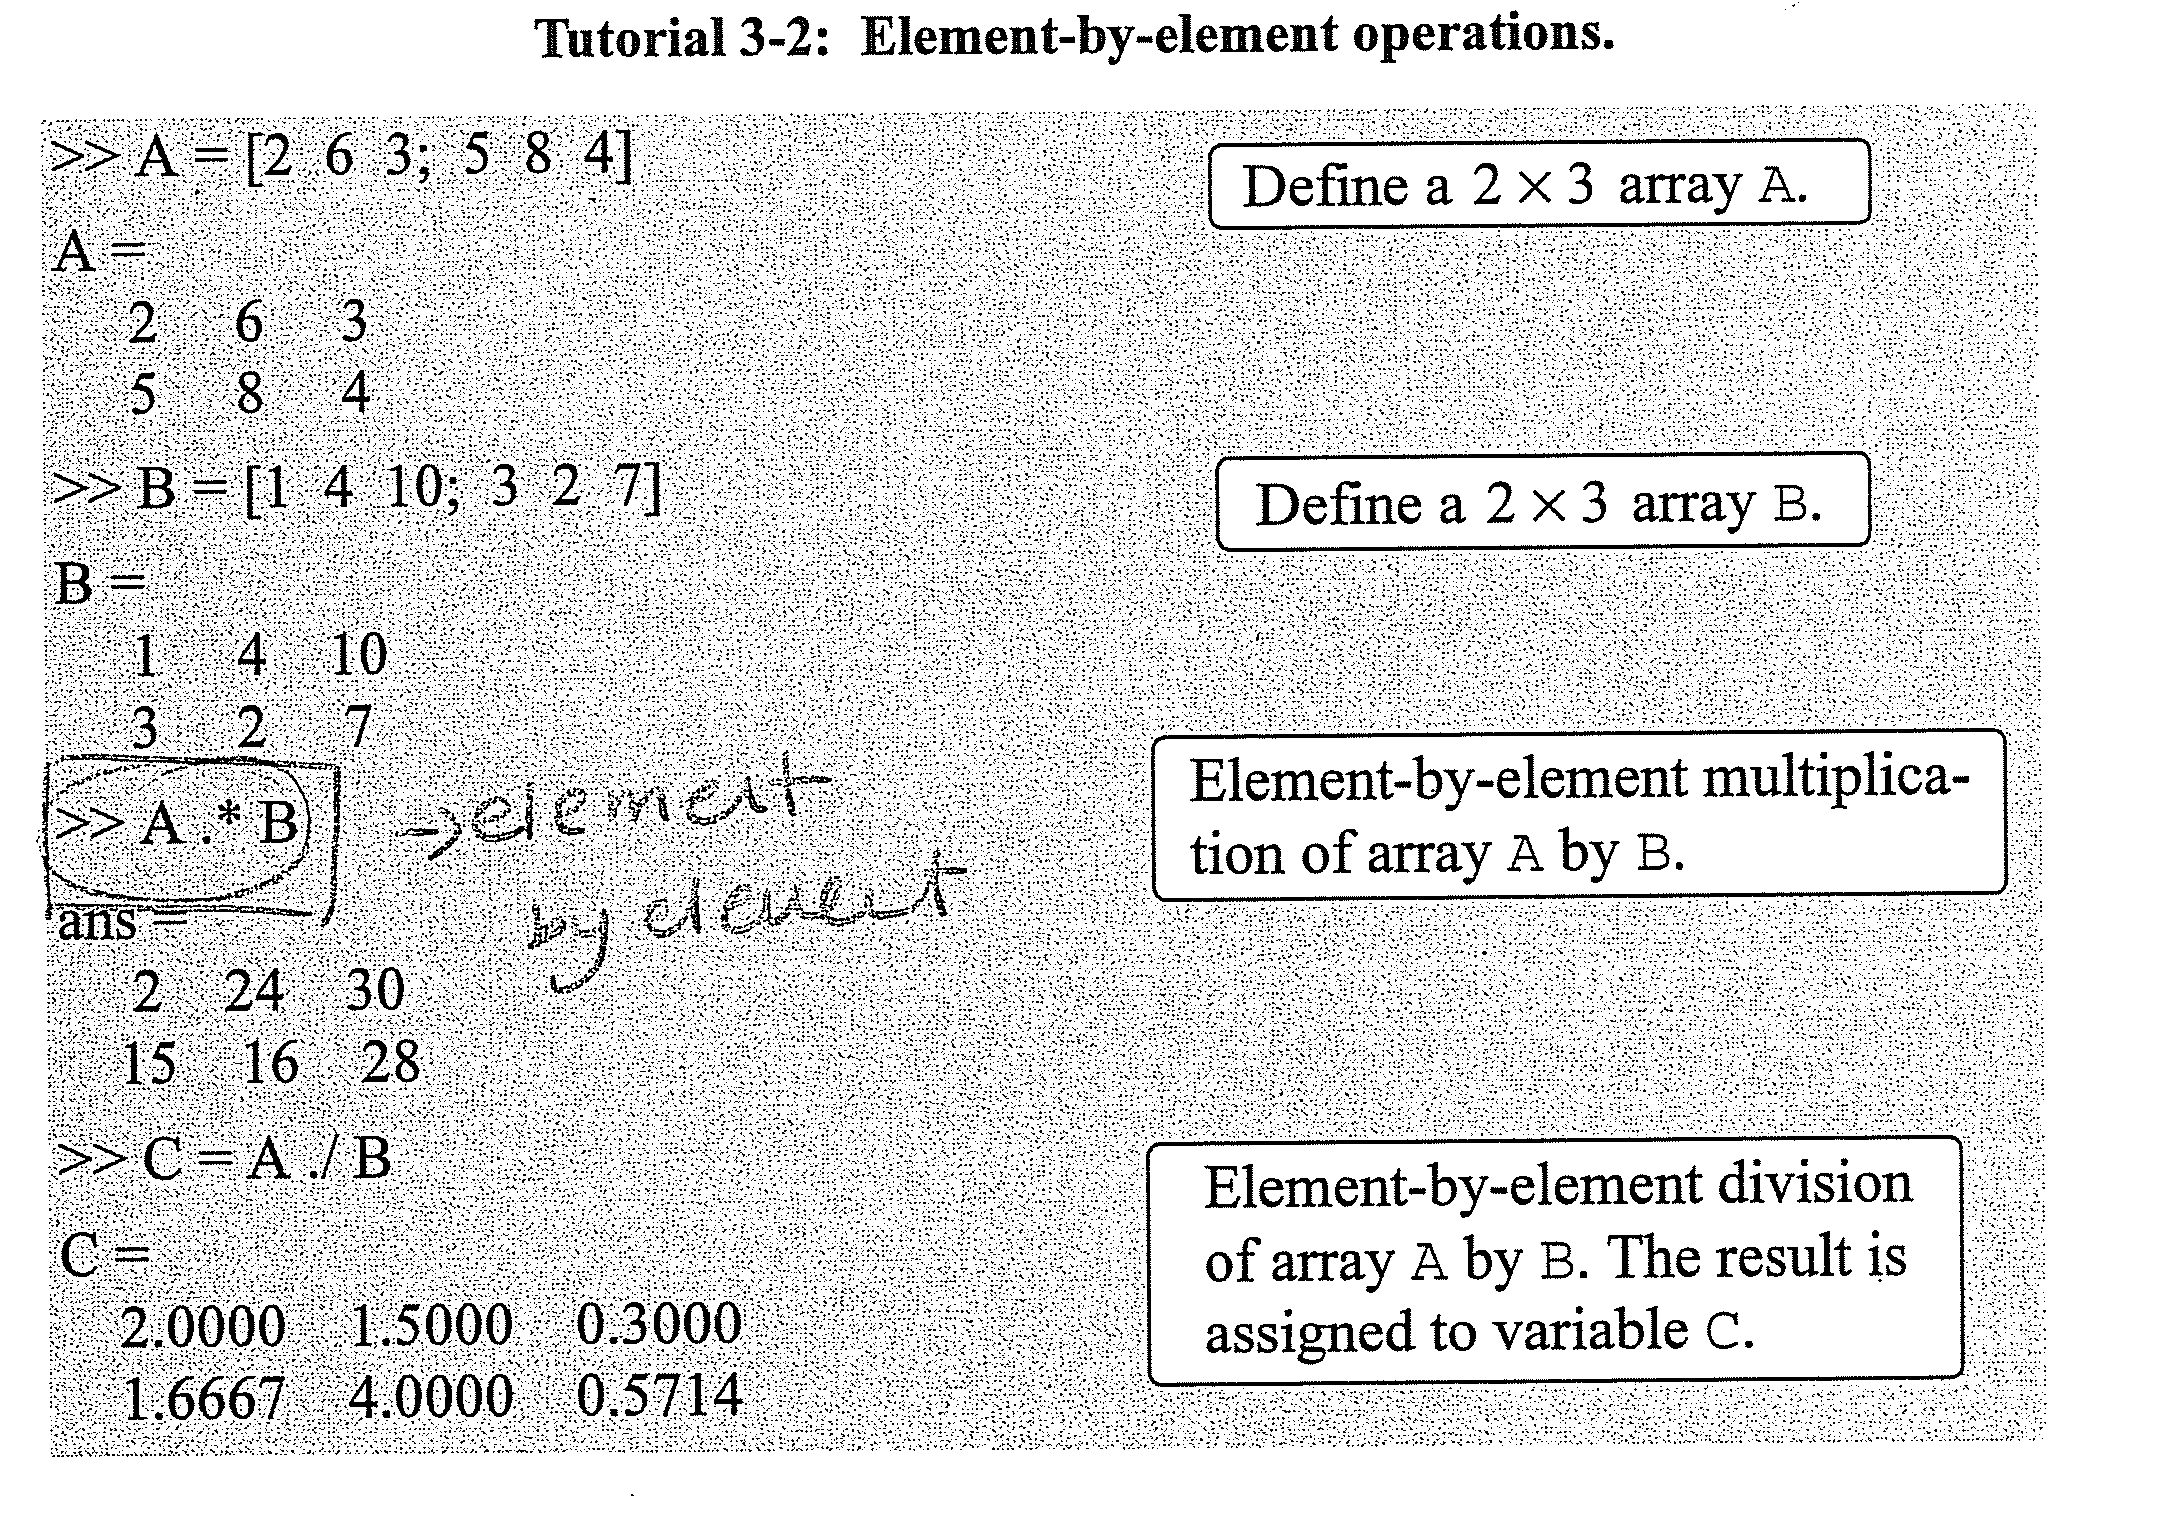 Tutorial 3-2: Element-by-element operations.
>> A = [2 6 3; 5 8 4]
Define a 2 × 3 array A.
A =
2 6 3
5 8 4
>> B = [1 4 10; 3 2 7]
Define a 2 × 3 array B.
B =
1 4 10
3 2 7
>> A .* B
→ element
by element
Element-by-element multiplica-
tion of array A by B.
ans =
2 24 30
15 16 28
>> C = A ./ B
Element-by-element division
of array A by B. The result is
assigned to variable C.
C =
2.0000 1.5000 0.3000
1.6667 4.0000 0.5714